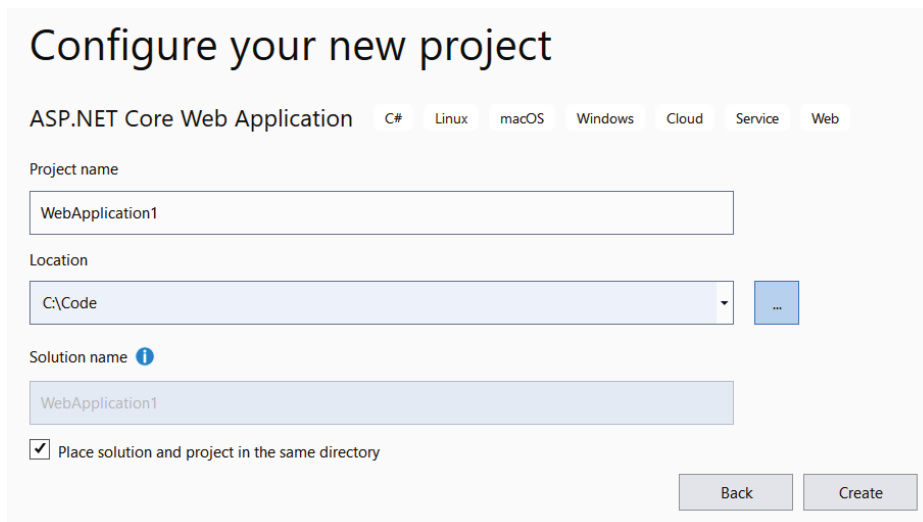 Configure your new project
ASP.NET Core Web Application C# Linux macOS Windows Cloud Service Web
Project name
WebApplication1
Location
C:\Code
...
Solution name
WebApplication1
Place solution and project in the same directory
Back Create